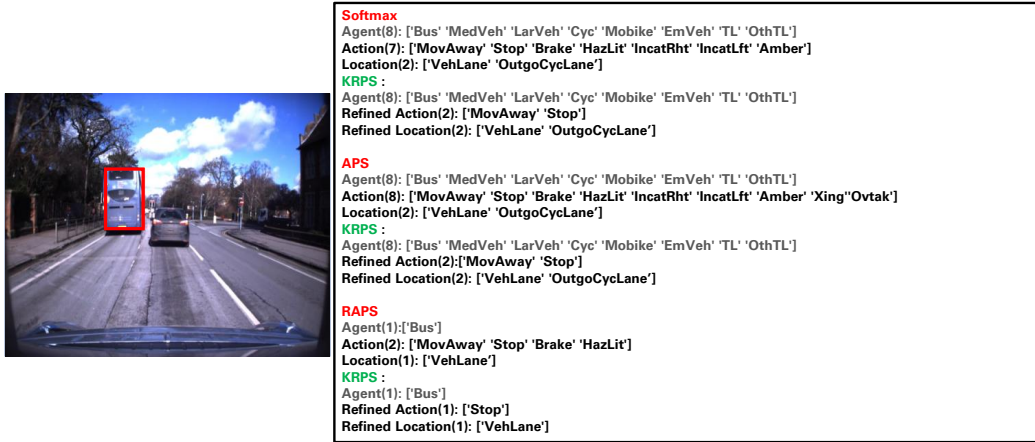 Softmax
Agent(8): ['Bus' 'MedVeh' 'LarVeh' 'Cyc' 'Mobike' 'EmVeh' 'TL' 'OthTL']
Action(7): ['MovAway' 'Stop' 'Brake' 'HazLit' 'IncatRht' 'IncatLft' 'Amber']
Location(2): ['VehLane' 'OutgoCycLane’]
KRPS :
Agent(8): ['Bus' 'MedVeh' 'LarVeh' 'Cyc' 'Mobike' 'EmVeh' 'TL' 'OthTL']
Refined Action(2): ['MovAway' 'Stop']
Refined Location(2): ['VehLane' 'OutgoCycLane']
APS
Agent(8): ['Bus' 'MedVeh' 'LarVeh' 'Cyc' 'Mobike' 'EmVeh' 'TL' 'OthTL']
Action(8): ['MovAway' 'Stop' 'Brake' 'HazLit' 'IncatRht' 'IncatLft' 'Amber' 'Xing''Ovtak']
Location(2): ['VehLane' 'OutgoCycLane’]
KRPS :
Agent(8): ['Bus' 'MedVeh' 'LarVeh' 'Cyc' 'Mobike' 'EmVeh' 'TL' 'OthTL']
Refined Action(2):['MovAway' 'Stop']
Refined Location(2): ['VehLane' 'OutgoCycLane’]
RAPS
Agent(1):['Bus']
Action(2): ['MovAway' 'Stop' 'Brake' 'HazLit']
Location(1): ['VehLane’]
KRPS :
Agent(1): ['Bus']
Refined Action(1): ['Stop']
Refined Location(1): ['VehLane']